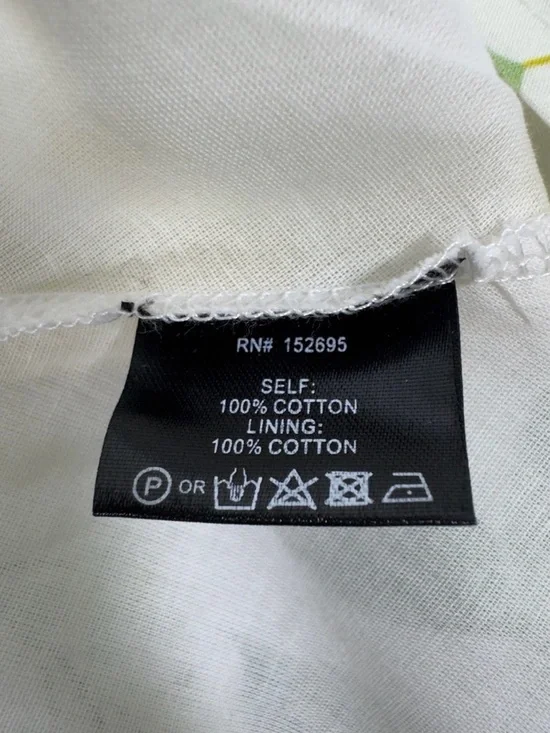 RN# 152695
SELF:
100% COTTON
LINING:
100% COTTON
P OR